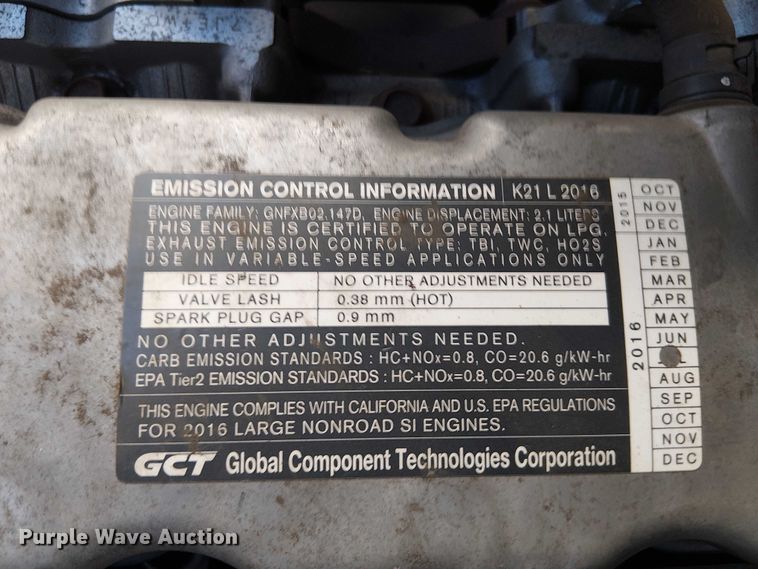 EMISSION CONTROL INFORMATION K21 L 2016
ENGINE FAMILY: GNFXB02.147D, ENGINE DISPLACEMENT: 2.1 LITERS
THIS ENGINE IS CERTIFIED TO OPERATE ON LPG,
EXHAUST EMISSION CONTROL TYPE: TBI, TWC, HO2S
USE IN VARIABLE-SPEED APPLICATIONS ONLY
IDLE SPEED NO OTHER ADJUSTMENTS NEEDED
VALVE LASH 0.38 mm (HOT)
SPARK PLUG GAP 0.9 mm
NO OTHER ADJUSTMENTS NEEDED.
CARB EMISSION STANDARDS : HC+NOx=0.8, CO=20.6 g/kW-hr
EPA Tier2 EMISSION STANDARDS : HC+NOx=0.8, CO=20.6 g/kW-hr
THIS ENGINE COMPLIES WITH CALIFORNIA AND U.S. EPA REGULATIONS
FOR 2016 LARGE NONROAD SI ENGINES.
GCT Global Component Technologies Corporation
2015
OCT
NOV
DEC
2016
JAN
FEB
MAR
APR
MAY
JUN
AUG
SEP
OCT
NOV
DEC
Purple Wave Auction